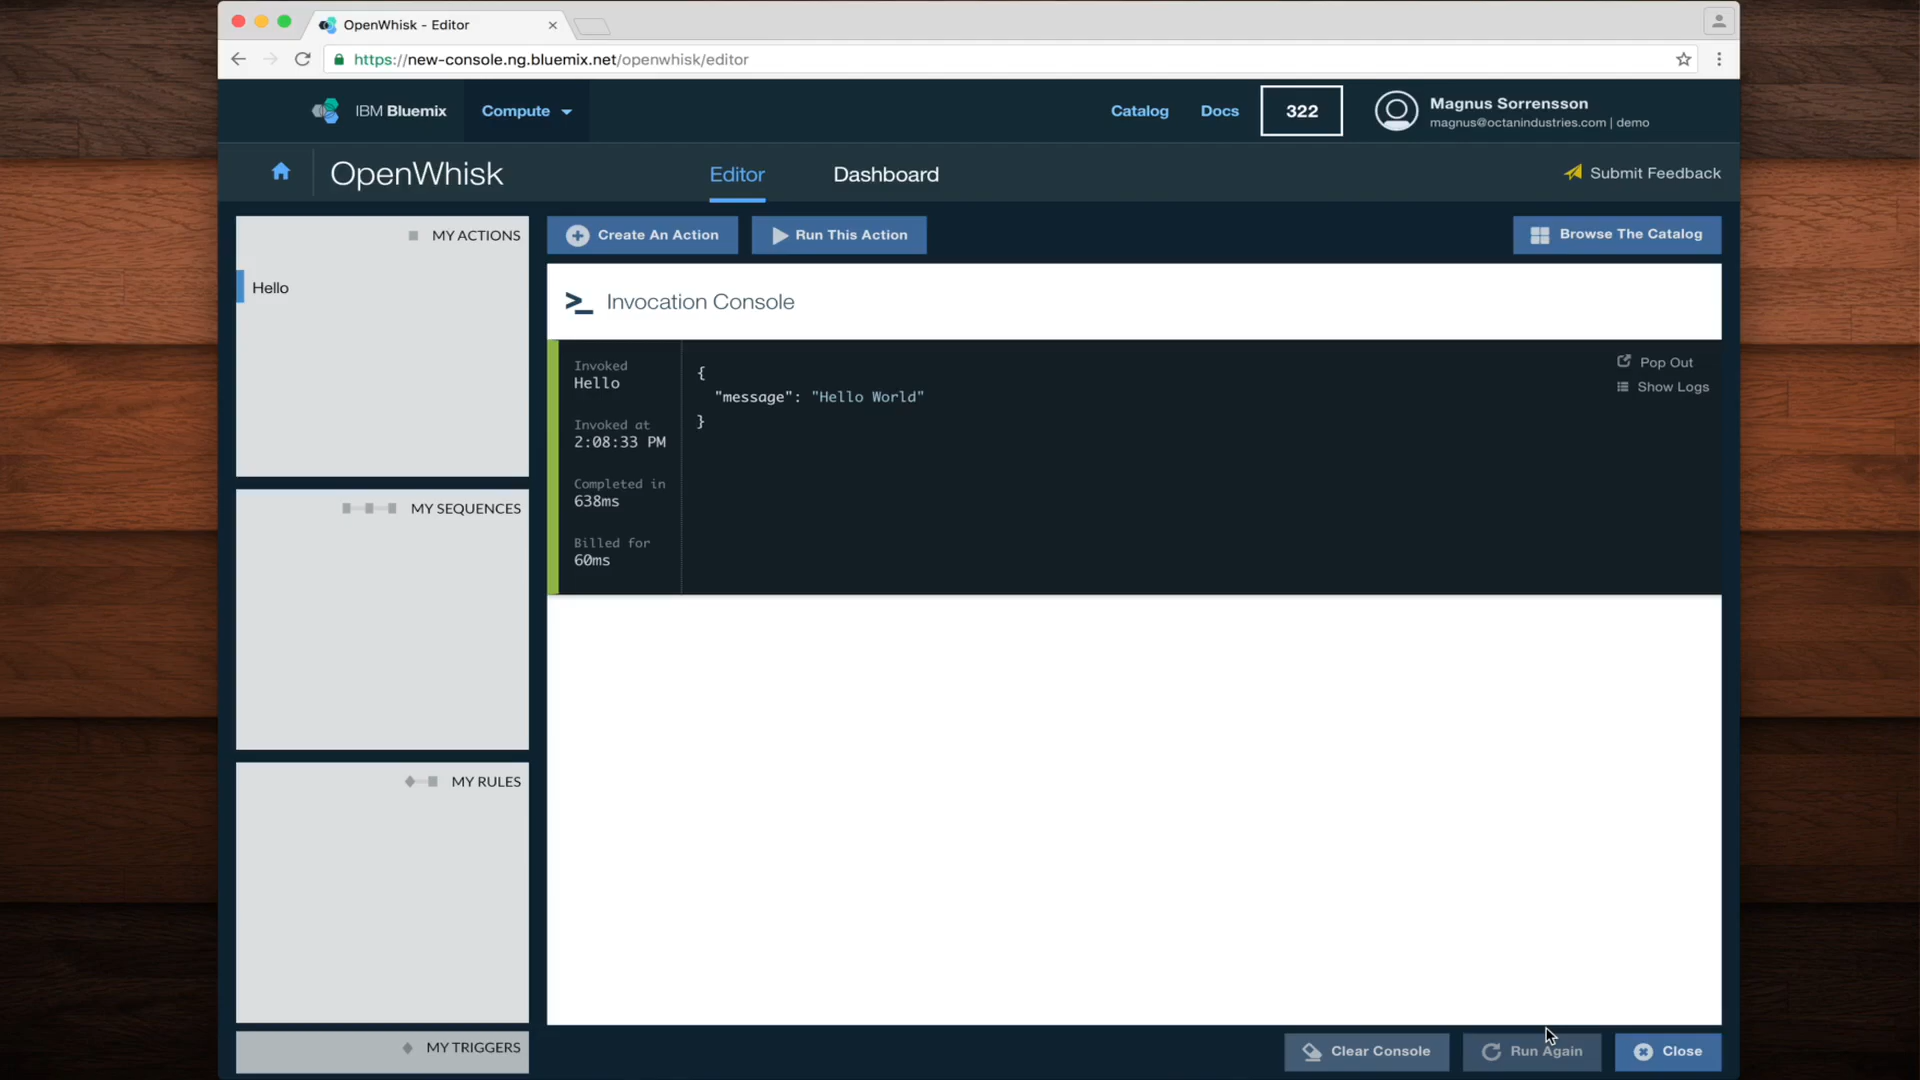 OpenWhisk - Editor
https://new-console.ng.bluemix.net/openwhisk/editor
IBM Bluemix
Compute
Catalog
Docs
322
Magnus Sorrensson
magnus@octanindustries.com | demo
OpenWhisk
Editor
Dashboard
Submit Feedback
MY ACTIONS
Hello
MY SEQUENCES
MY RULES
MY TRIGGERS
Create An Action
Run This Action
Browse The Catalog
>_ Invocation Console
Invoked
Hello
Invoked at
2:08:33 PM
Completed in
638ms
Billed for
60ms
{
"message": "Hello World"
}
Pop Out
Show Logs
Clear Console
Run Again
Close